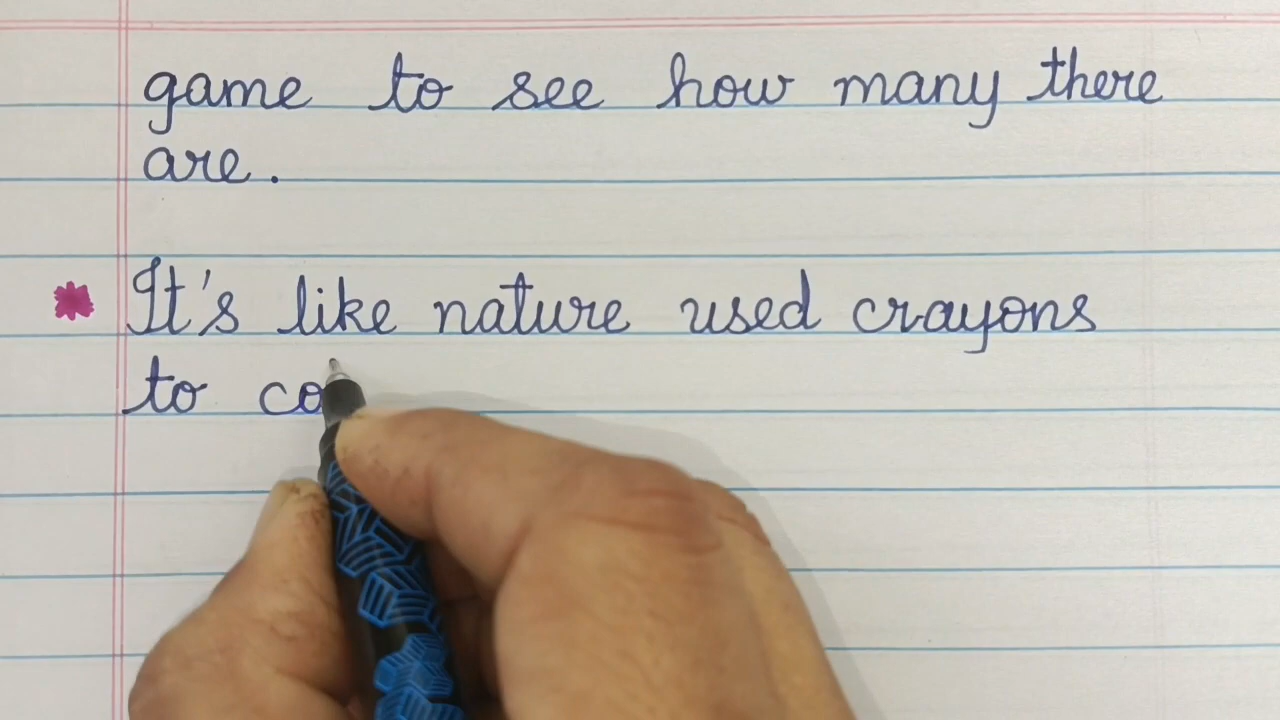 game to see how many there
are.
It's like nature used crayons
to co